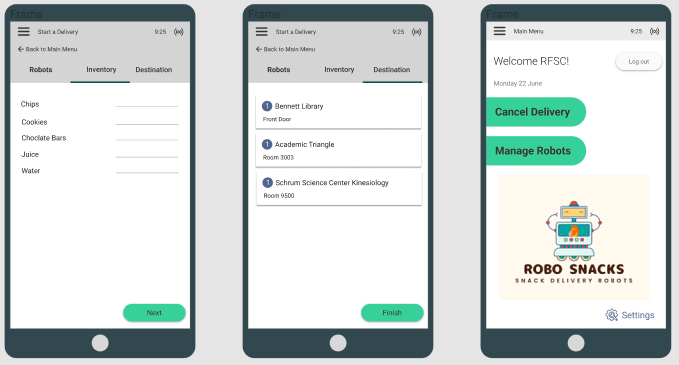 Frame
Start a Delivery 9:25
Back to Main Menu
Robots Inventory Destination
Chips
Cookies
Choclate Bars
Juice
Water
Next
Frame
Start a Delivery 9:25
Back to Main Menu
Robots Inventory Destination
1 Bennett Library
Front Door
1 Academic Triangle
Room 3003
1 Schrum Science Center Kinesiology
Room 9500
Finish
Frame
Main Menu 9:25
Welcome RFSC!
Log out
Monday 22 June
Cancel Delivery
Manage Robots
ROBO SNACKS
SNACK DELIVERY ROBOTS
Settings